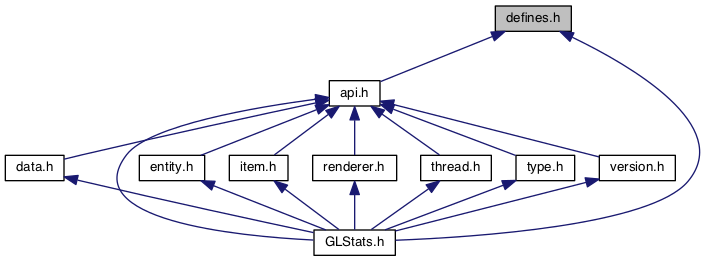 defines.h
api.h
data.h
entity.h
item.h
renderer.h
thread.h
type.h
version.h
GLStats.h